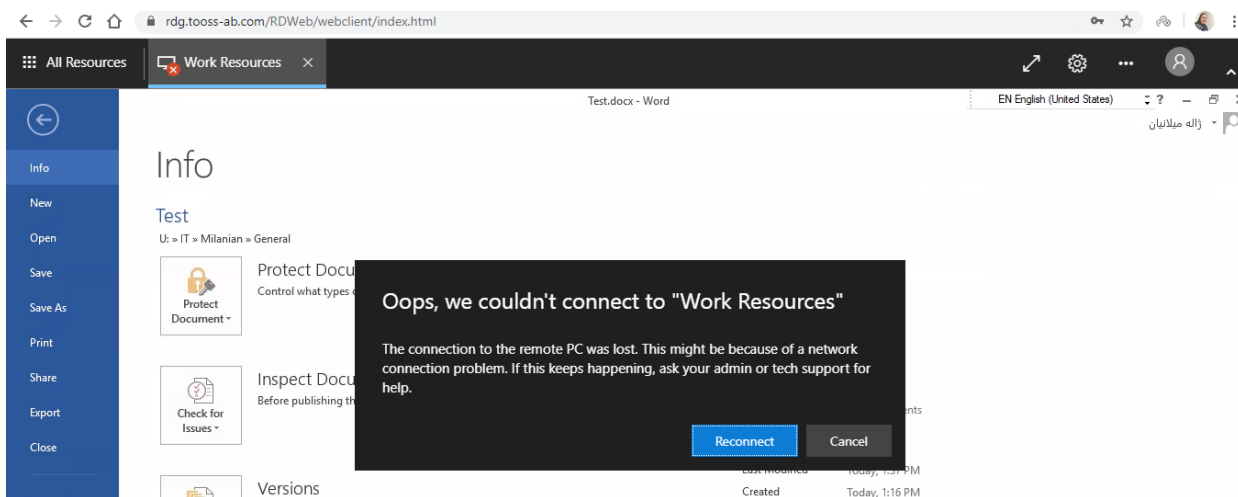 rdg.tooss-ab.com/RDWeb/webclient/index.html
All Resources
Work Resources
Test.docx - Word
EN English (United States)
?
ژاله میلانیان
Info
Info
New
Test
Open
U: » IT » Milanian » General
Save
Protect Docu
Control what types
Save As
Protect
Document
Oops, we couldn't connect to "Work Resources"
Print
The connection to the remote PC was lost. This might be because of a network
connection problem. If this keeps happening, ask your admin or tech support for
help.
Share
Inspect Docu
Before publishing th
Export
Check for
Issues
Reconnect
Cancel
Close
Versions
Today, 1:37 PM
Created
Today, 1:16 PM